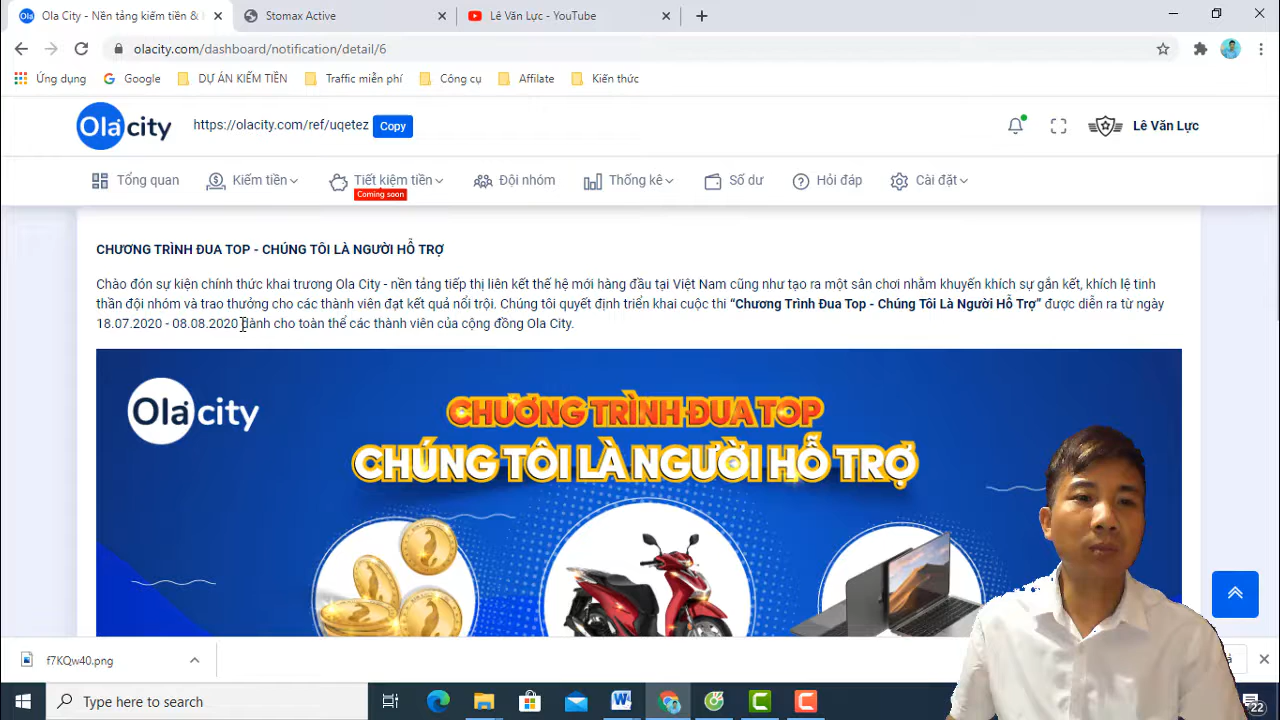 Ola City - Nền tảng kiếm tiền &
Stomax Active
Lê Văn Lực - YouTube
olacity.com/dashboard/notification/detail/6
Ứng dụng
Google
DỰ ÁN KIẾM TIỀN
Traffic miễn phí
Công cụ
Affilate
Kiến thức
Ola city
https://olacity.com/ref/uqetez
Copy
Lê Văn Lực
Tổng quan
Kiếm tiền
Tiết kiệm tiền
Coming soon
Đội nhóm
Thống kê
Số dư
Hỏi đáp
Cài đặt
CHƯƠNG TRÌNH ĐUA TOP - CHÚNG TÔI LÀ NGƯỜI HỖ TRỢ
Chào đón sự kiện chính thức khai trương Ola City - nền tảng tiếp thị liên kết thế hệ mới hàng đầu tại Việt Nam cũng như tạo ra một sân chơi nhằm khuyến khích sự gắn kết, khích lệ tinh
thần đội nhóm và trao thưởng cho các thành viên đạt kết quả nổi trội. Chúng tôi quyết định triển khai cuộc thi “Chương Trình Đua Top - Chúng Tôi Là Người Hỗ Trợ” được diễn ra từ ngày
18.07.2020 - 08.08.2020 dành cho toàn thể các thành viên của cộng đồng Ola City.
Ola city
CHƯƠNG TRÌNH ĐUA TOP
CHÚNG TÔI LÀ NGƯỜI HỖ TRỢ
f7KQw40.png
Type here to search
22